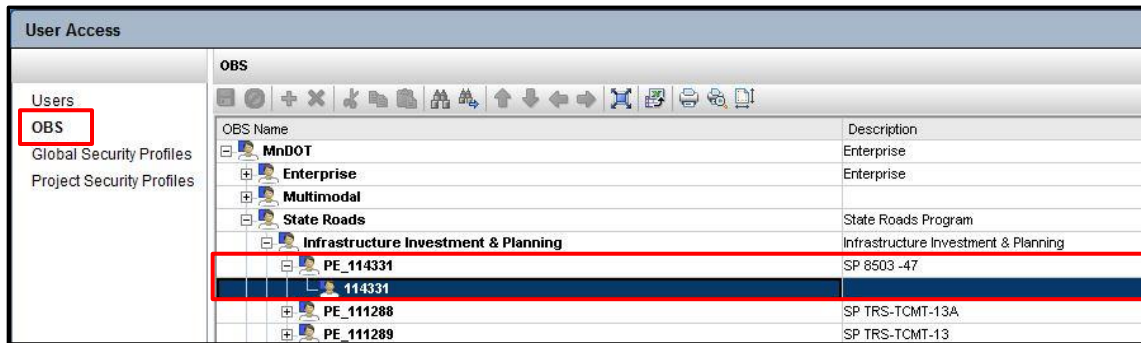 User Access
OBS
Users
OBS
Global Security Profiles
Project Security Profiles
OBS Name Description
MnDOT Enterprise
Enterprise Enterprise
Multimodal
State Roads State Roads Program
Infrastructure Investment & Planning Infrastructure Investment & Planning
PE_114331 SP 8503 -47
114331
PE_111288 SP TRS-TCMT-13A
PE_111289 SP TRS-TCMT-13